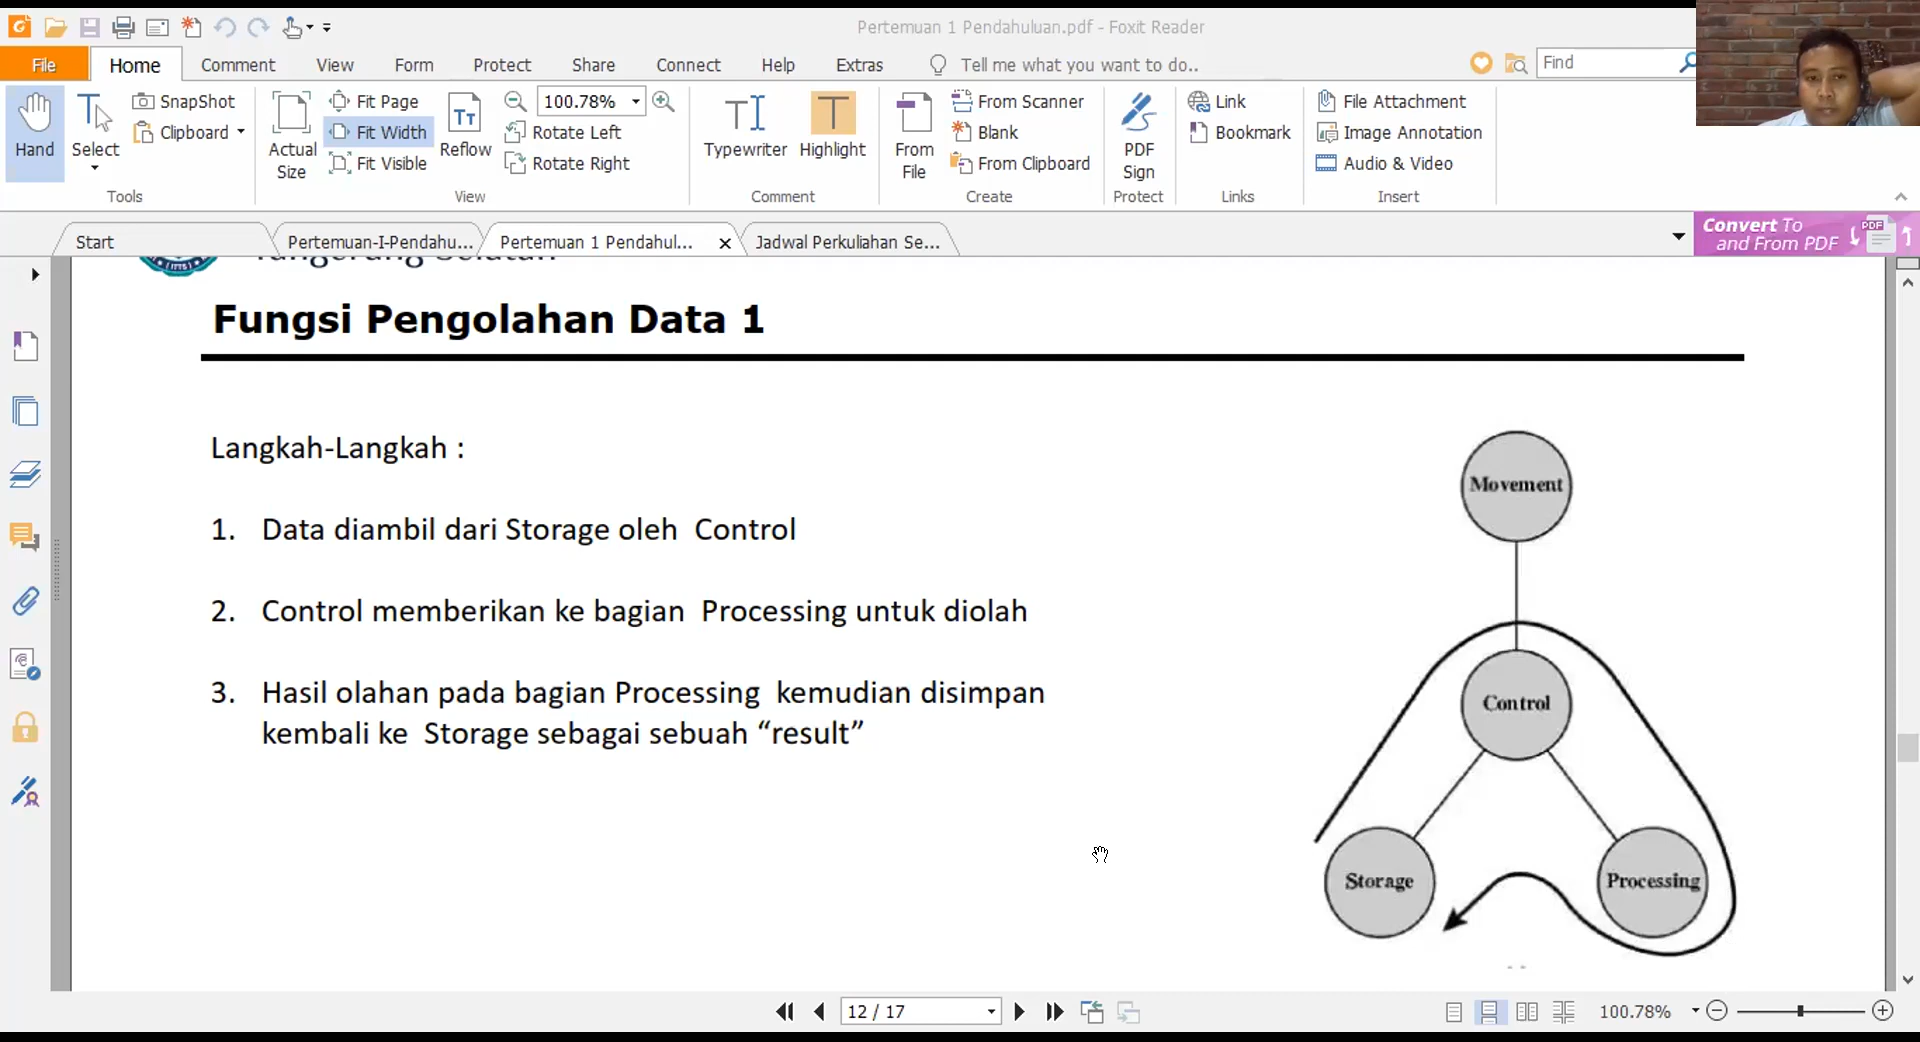 Pertemuan 1 Pendahuluan.pdf - Foxit Reader
File Home Comment View Form Protect Share Connect Help Extras Tell me what you want to do.. Find
Hand
Select
SnapShot
Clipboard
Tools
Actual Size
Fit Page
Fit Width
Fit Visible
Reflow
100.78%
Rotate Left
Rotate Right
View
Typewriter
Highlight
Comment
From File
From Scanner
Blank
From Clipboard
Create
PDF Sign
Protect
Link
Bookmark
Links
File Attachment
Image Annotation
Audio & Video
Insert
Start
Pertemuan-I-Pendahu...
Pertemuan 1 Pendahul...
Jadwal Perkuliahan Se...
Convert To
and From PDF
PDF
Tangerang Selatan
Fungsi Pengolahan Data 1
Langkah-Langkah :
1. Data diambil dari Storage oleh Control
2. Control memberikan ke bagian Processing untuk diolah
3. Hasil olahan pada bagian Processing kemudian disimpan
kembali ke Storage sebagai sebuah “result”
Movement
Control
Storage
Processing
12 / 17
100.78%